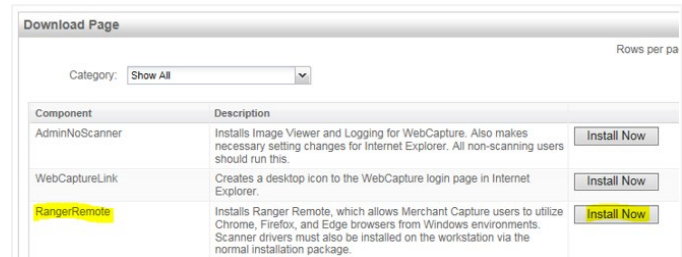 Download Page
Rows per pa
Category: Show All
Component Description
AdminNoScanner Installs Image Viewer and Logging for WebCapture. Also makes Install Now
necessary setting changes for Internet Explorer. All non-scanning users
should run this.
WebCaptureLink Creates a desktop icon to the WebCapture login page in Internet Install Now
Explorer.
RangerRemote Installs Ranger Remote, which allows Merchant Capture users to utilize Install Now
Chrome, Firefox, and Edge browsers from Windows environments.
Scanner drivers must also be installed on the workstation via the
normal installation package.